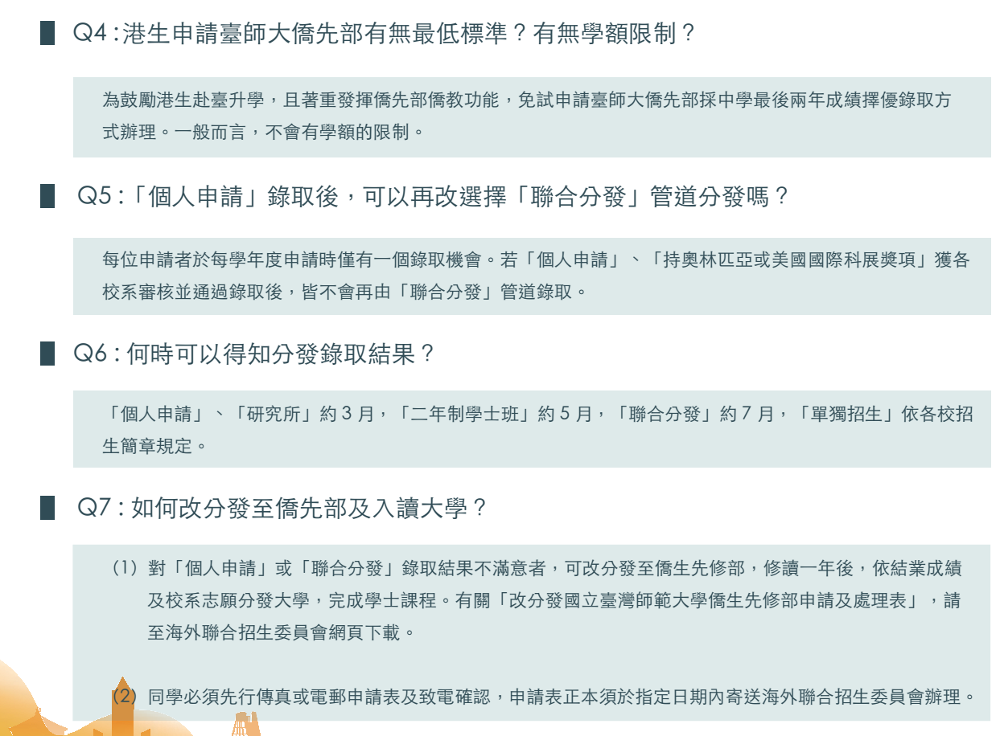 Q4：港生申請臺師大僑先部有無最低標準？有無學額限制？
為鼓勵港生赴臺升學，且著重發揮僑先部僑教功能，免試申請臺師大僑先部採中學最後兩年成績擇優錄取方
式辦理。一般而言，不會有學額的限制。
Q5：「個人申請」錄取後，可以再改選擇「聯合分發」管道分發嗎？
每位申請者於每學年度申請時僅有一個錄取機會。若「個人申請」、「持奧林匹亞或美國國際科展獎項」獲各
校系審核並通過錄取後，皆不會再由「聯合分發」管道錄取。
Q6：何時可以得知分發錄取結果？
「個人申請」、「研究所」約 3 月，「二年制學士班」約 5 月，「聯合分發」約 7 月，「單獨招生」依各校招
生簡章規定。
Q7：如何改分發至僑先部及入讀大學？
（1）對「個人申請」或「聯合分發」錄取結果不滿意者，可改分發至僑生先修部，修讀一年後，依結業成績
及校系志願分發大學，完成學士課程。有關「改分發國立臺灣師範大學僑生先修部申請及處理表」，請
至海外聯合招生委員會網頁下載。
（2）同學必須先行傳真或電郵申請表及致電確認，申請表正本須於指定日期內寄送海外聯合招生委員會辦理。